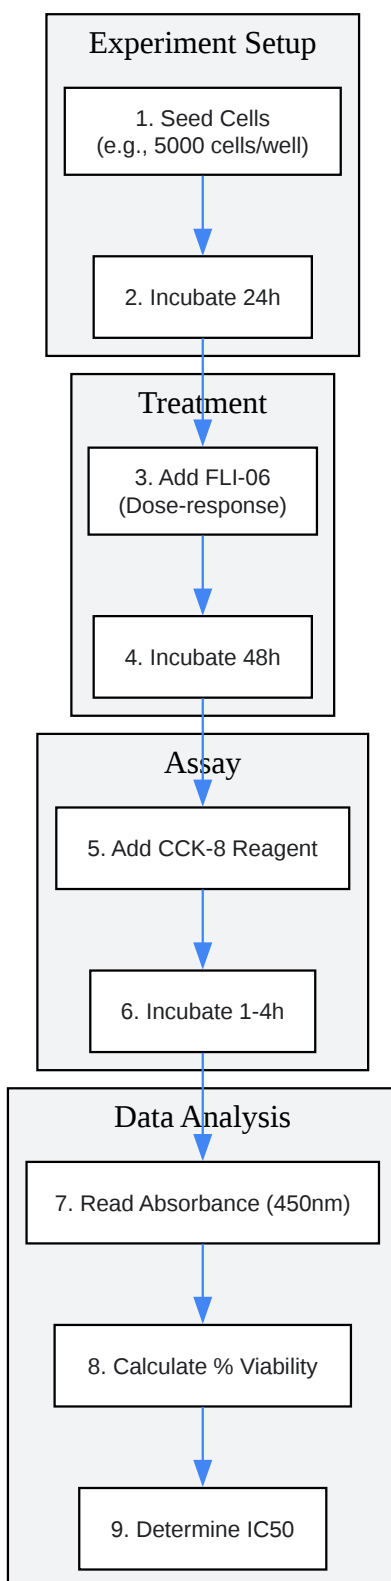 Experiment Setup
1. Seed Cells
(e.g., 5000 cells/well)
2. Incubate 24h
Treatment
3. Add FLI-06
(Dose-response)
4. Incubate 48h
Assay
5. Add CCK-8 Reagent
6. Incubate 1-4h
Data Analysis
7. Read Absorbance (450nm)
8. Calculate % Viability
9. Determine IC50